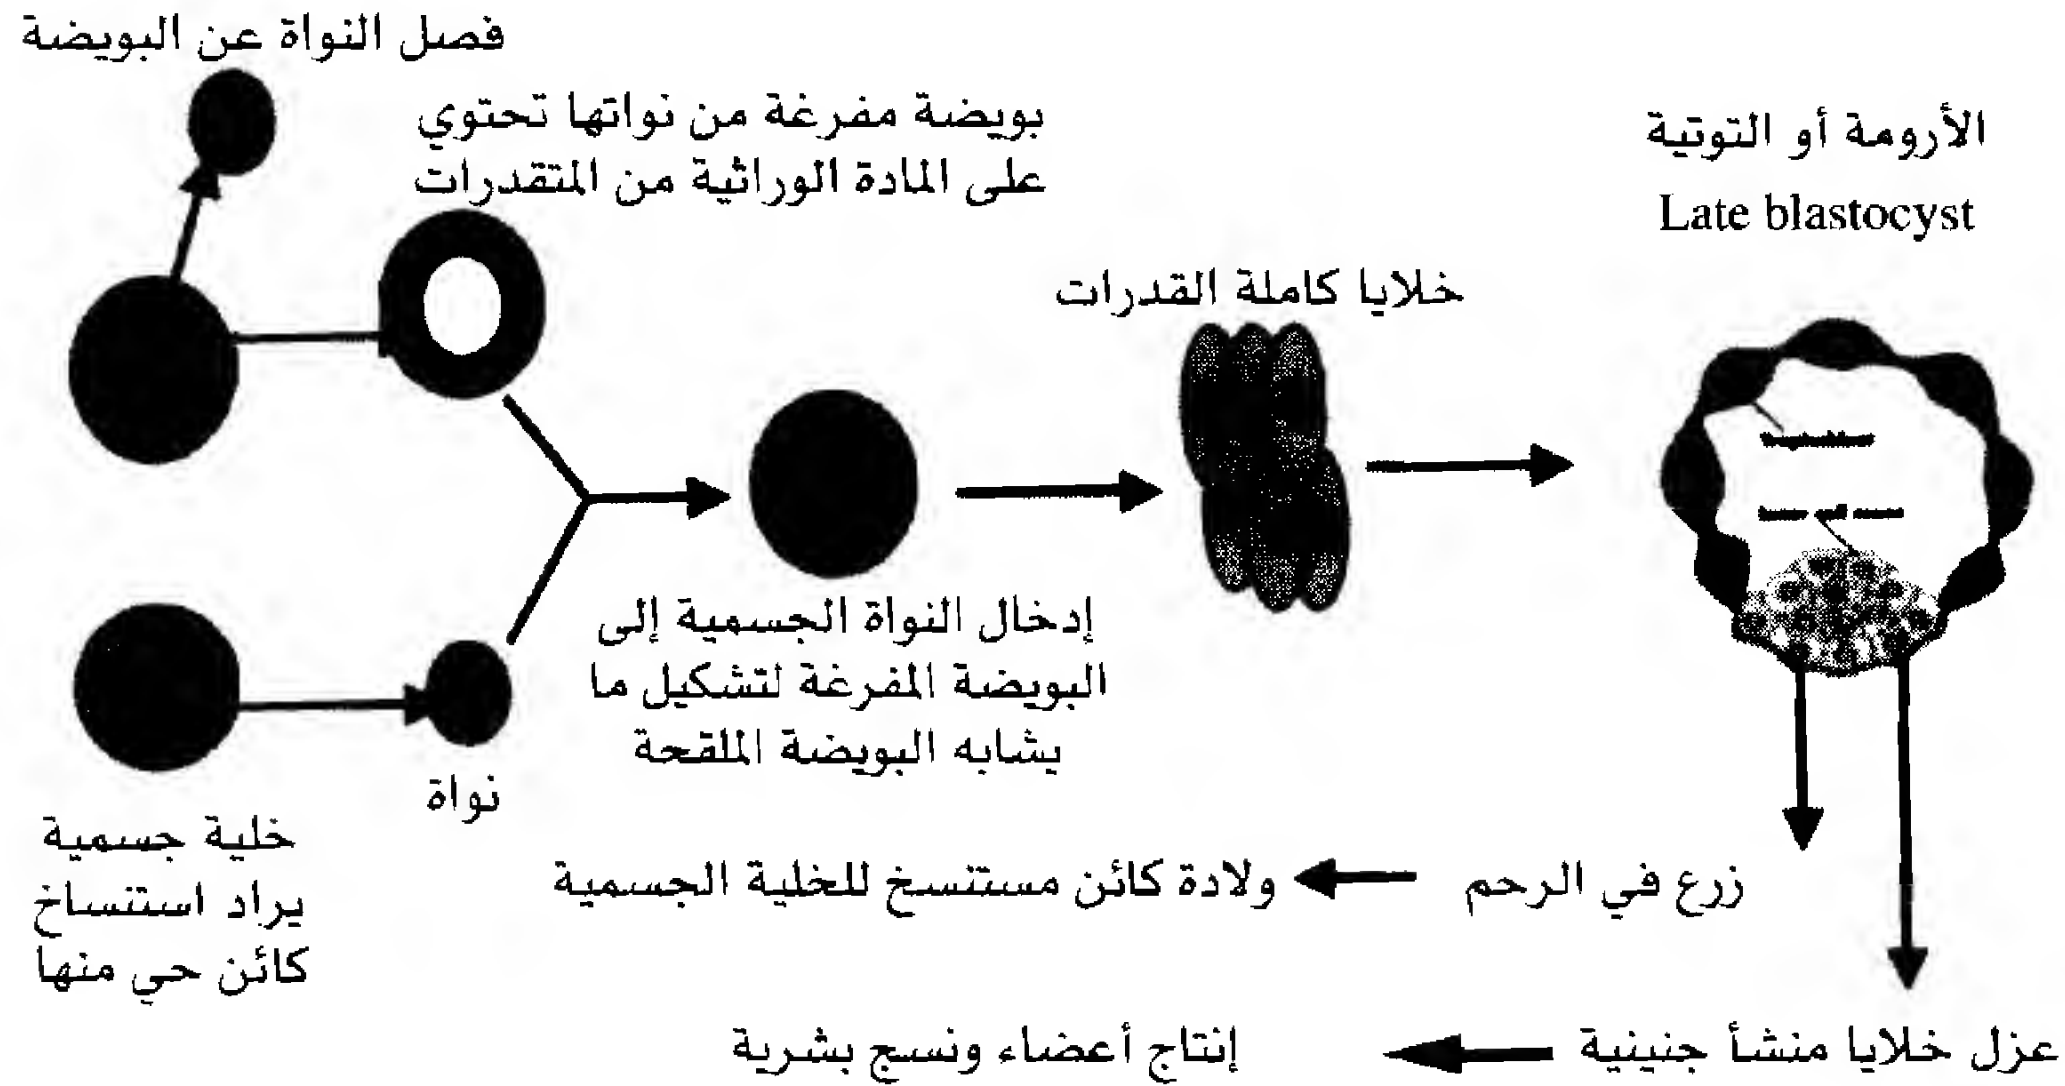 فصل النواة عن البويضة
بويضة مفرغة من نواتها تحتوي
على المادة الوراثية من المتقدرات
الأرومة أو التوتية
Late blastocyst
خلايا كاملة القدرات
إدخال النواة الجسمية إلى
البويضة المفرغة لتشكيل ما
يشابه البويضة الملقحة
نواة
خلية جسمية
يراد استنساخ
كائن حي منها
زرع في الرحم
ولادة كائن مستنسخ للخلية الجسمية
عزل خلايا منشأ جنينية
إنتاج أعضاء ونسج بشرية